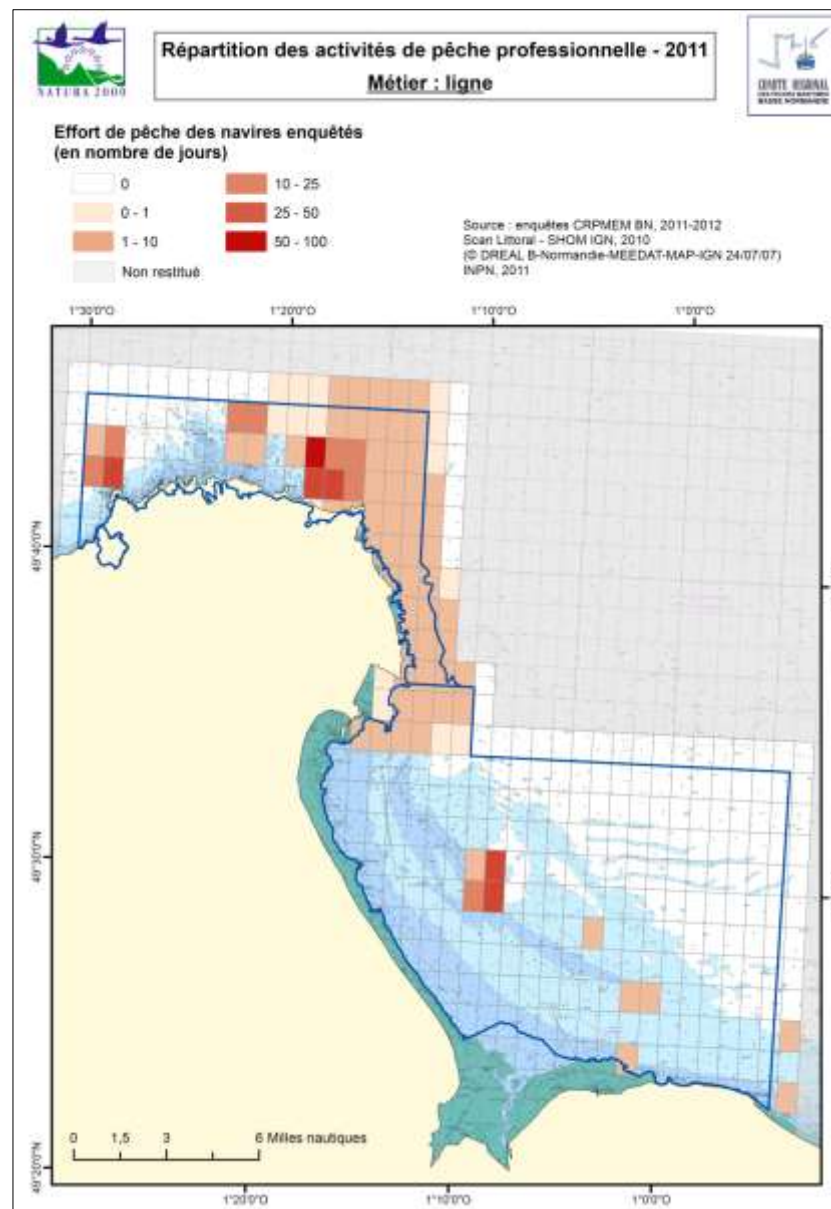 Répartition des activités de pêche professionnelle - 2011
Métier : ligne
NATURA 2000
COMITE REGIONAL
BASSE NORMANDIE
Effort de pêche des navires enquêtés
(en nombre de jours)
0
10 - 25
0 - 1
25 - 50
1 - 10
50 - 100
Non restitué
Source : enquêtes CRPMEM BN, 2011-2012
Scan Littoral - SHOM IGN, 2010
(© DREAL B-Normandie-MEEDAT-MAP-IGN 24/07/07)
INPN, 2011
1°30'0"O
1°20'0"O
1°10'0"O
1°0'0"O
49°40'0"N
49°30'0"N
49°20'0"N
0
1,5
3
6 Milles nautiques
1°20'0"O
1°10'0"O
1°0'0"O